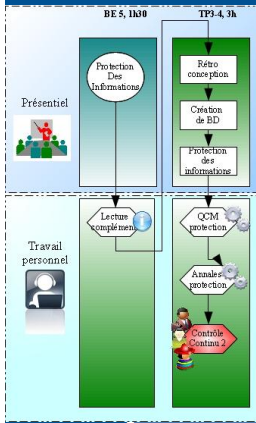 BE 5, 1h30
TP3-4, 3h
Protection
Des
Informations
Rétro
conception
Création
de BD
Protection
des
informations
Présentiel
Lecture
complém
QCM
protection
Travail
personnel
Annales
protection
Contrôle
Continu 2